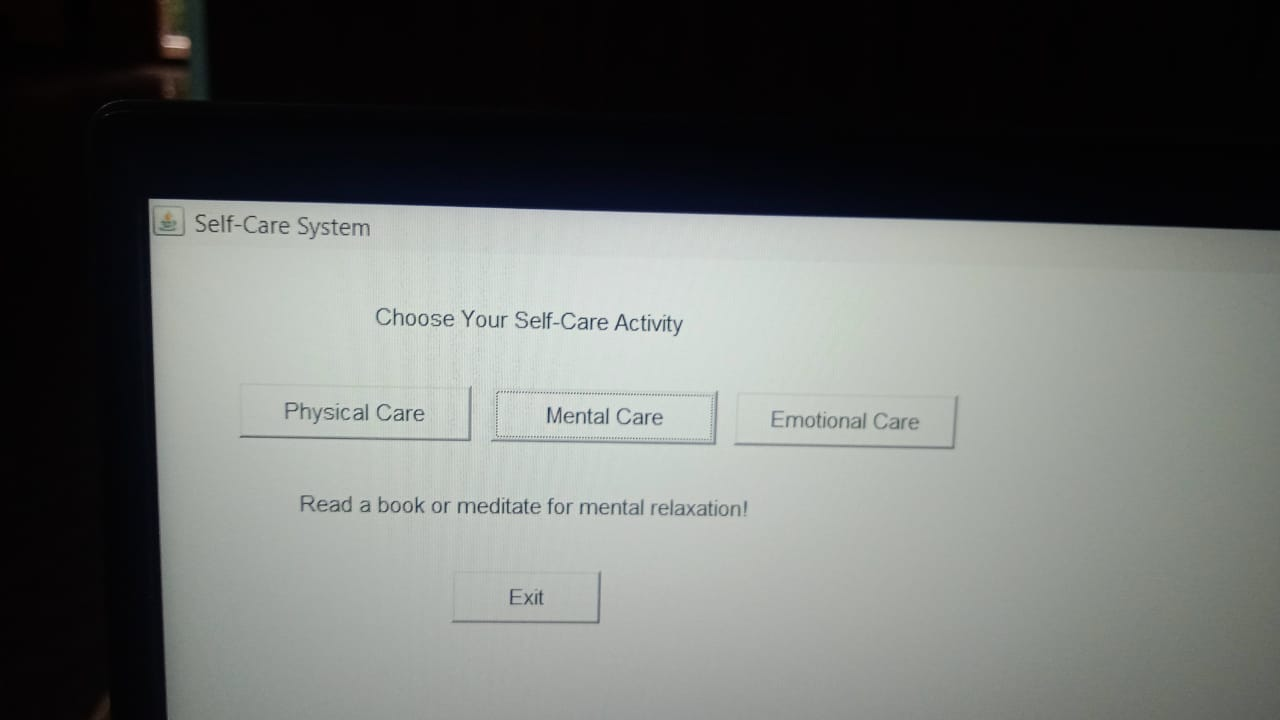 Self-Care System
Choose Your Self-Care Activity
Physical Care
Mental Care
Emotional Care
Read a book or meditate for mental relaxation!
Exit